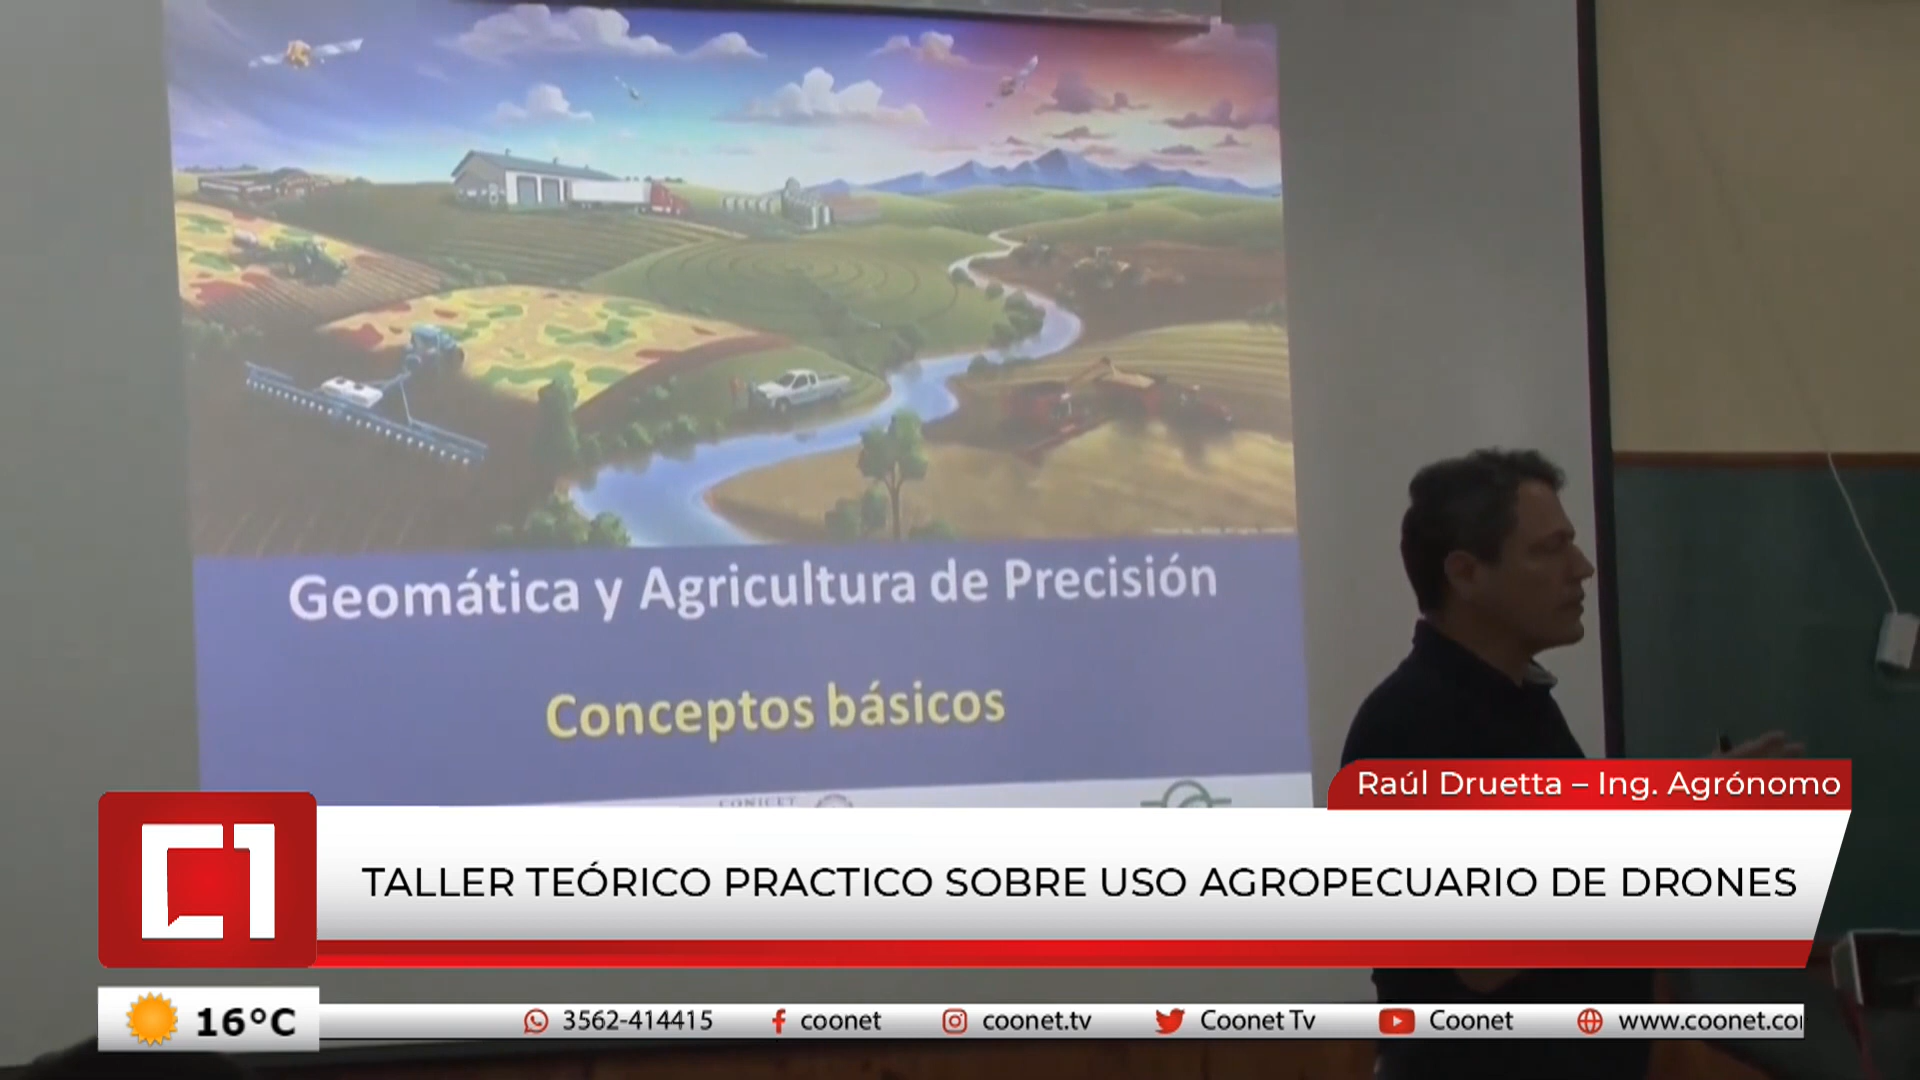 Geomática y Agricultura de Precisión
Conceptos básicos
CONICET
Raúl Druetta – Ing. Agrónomo
TALLER TEÓRICO PRACTICO SOBRE USO AGROPECUARIO DE DRONES
16°C
3562-414415
coonet
coonet.tv
Coonet Tv
Coonet
www.coonet.co